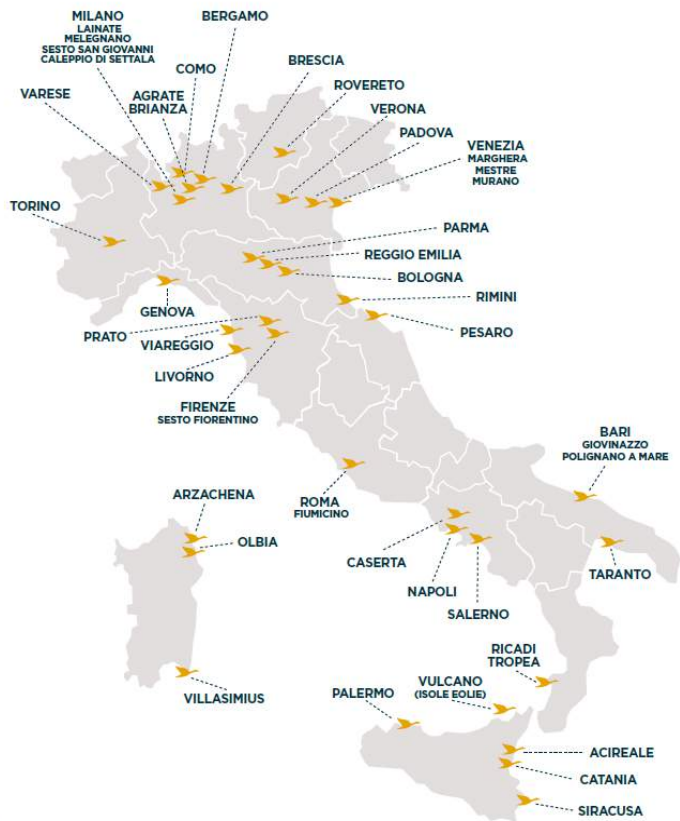 MILANO
LAINATE
MELEGNANO
SESTO SAN GIOVANNI
CALEPPIO DI SETTALA
BERGAMO
COMO
BRESCIA
VARESE
AGRATE
BRIANZA
ROVERETO
VERONA
PADOVA
VENEZIA
MARGHERA
MESTRE
MURANO
TORINO
PARMA
REGGIO EMILIA
BOLOGNA
GENOVA
RIMINI
PRATO
VIAREGGIO
PESARO
LIVORNO
FIRENZE
SESTO FIORENTINO
BARI
GIOVINAZZO
POLIGNANO A MARE
ROMA
FIUMICINO
ARZACHENA
OLBIA
CASERTA
TARANTO
NAPOLI
SALERNO
RICADI
TROPEA
VULCANO
(ISOLE EOLIE)
PALERMO
VILLASIMIUS
ACIREALE
CATANIA
SIRACUSA